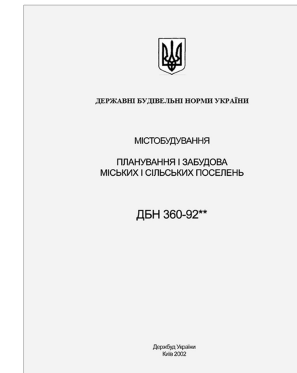 ДЕРЖАВНІ БУДІВЕЛЬНІ НОРМИ УКРАЇНИ
МІСТОБУДУВАННЯ
ПЛАНУВАННЯ І ЗАБУДОВА
МІСЬКИХ І СІЛЬСЬКИХ ПОСЕЛЕНЬ
ДБН 360-92**
Держбуд України
Київ 2002